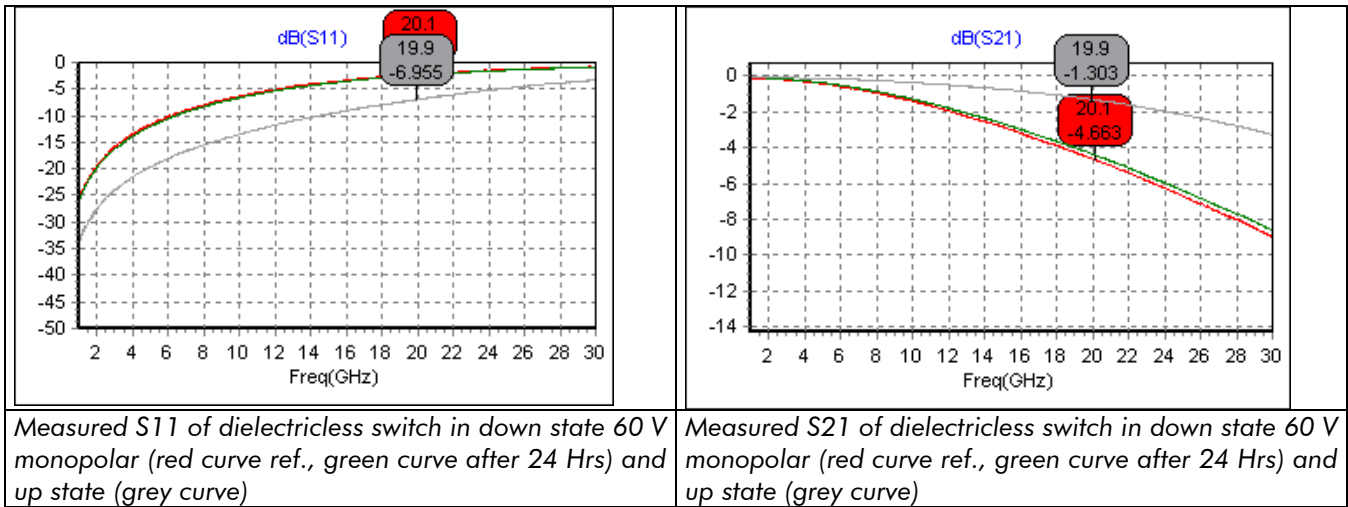 dB(S11)
20.1
19.9
-6.955
0
-5
-10
-15
-20
-25
-30
-35
-40
-45
-50
2 4 6 8 10 12 14 16 18 20 22 24 26 28 30
Freq(GHz)
Measured S11 of dielectricless switch in down state 60 V
monopolar (red curve ref., green curve after 24 Hrs) and
up state (grey curve)
dB(S21)
19.9
-1.303
20.1
-4.663
0
-2
-4
-6
-8
-10
-12
-14
2 4 6 8 10 12 14 16 18 20 22 24 26 28 30
Freq(GHz)
Measured S21 of dielectricless switch in down state 60 V
monopolar (red curve ref., green curve after 24 Hrs) and
up state (grey curve)